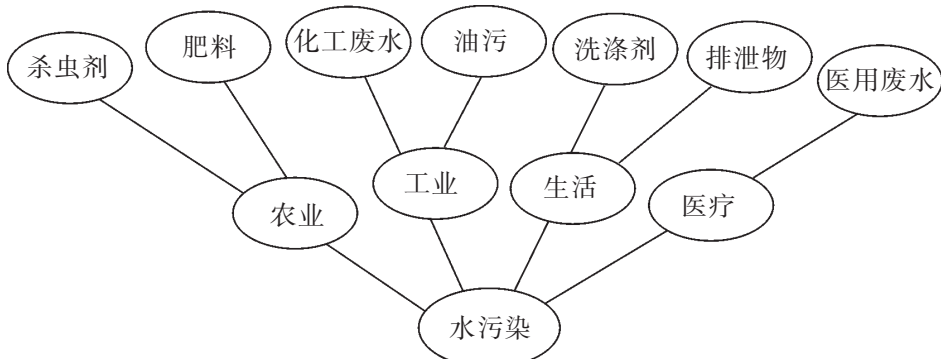 杀虫剂
肥料
化工废水
油污
洗涤剂
排泄物
医用废水
农业
工业
生活
医疗
水污染